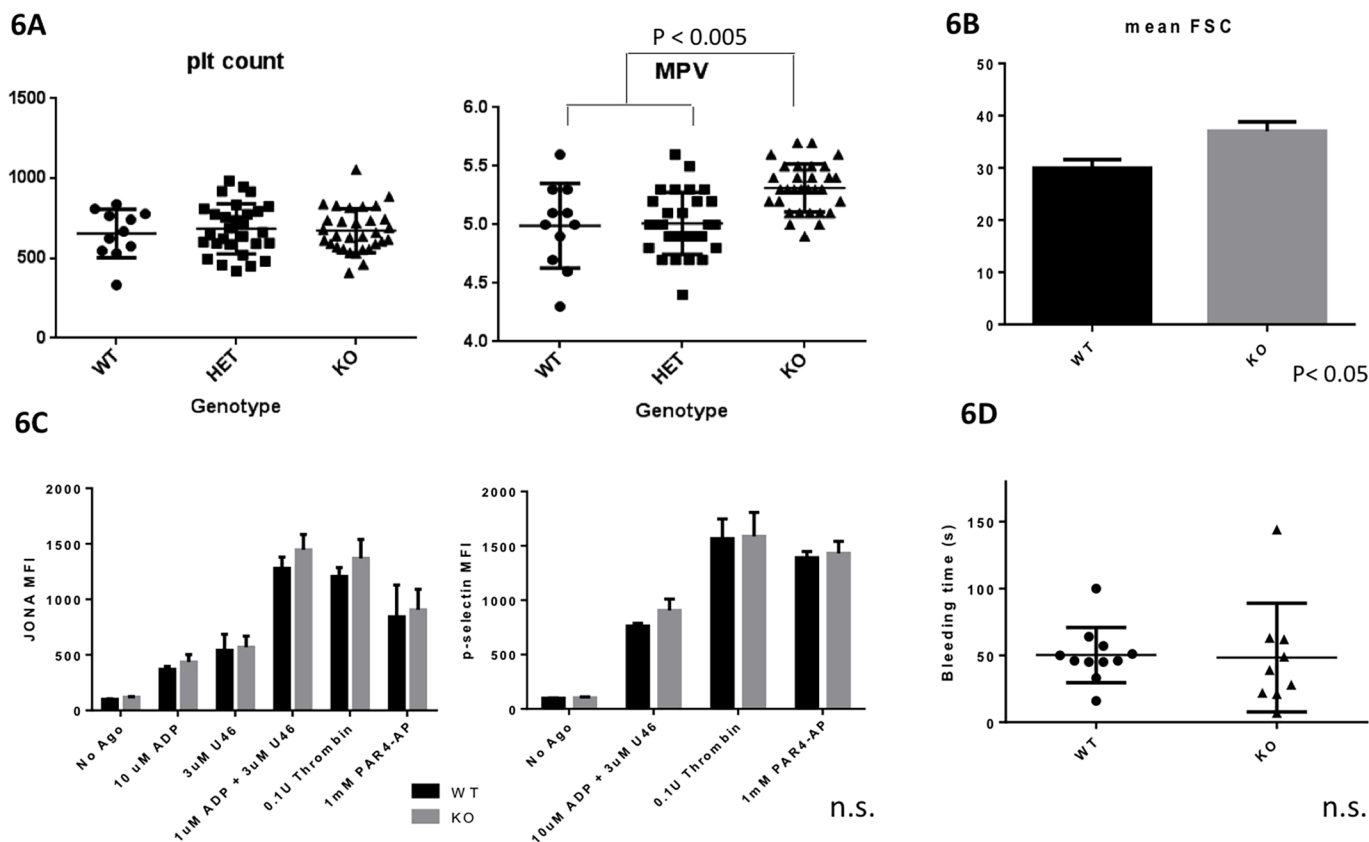 6A
plt count
1500
1000
500
0
WT
HET
KO
Genotype
P < 0.005
MPV
6.0
5.5
5.0
4.5
4.0
WT
HET
KO
Genotype
6B
mean FSC
50
40
30
20
10
0
WT
KO
P< 0.05
6C
JONA MFI
2000
1500
1000
500
0
No Ago
10 uM ADP
3uM U46
1uM ADP + 3uM U46
0.1U Thrombin
1mM PAR4-AP
WT
KO
p-selectin MFI
2000
1500
1000
500
0
No Ago
10uM ADP + 3uM U46
0.1U Thrombin
1mM PAR4-AP
n.s.
6D
Bleeding time (s)
150
100
50
0
WT
KO
n.s.